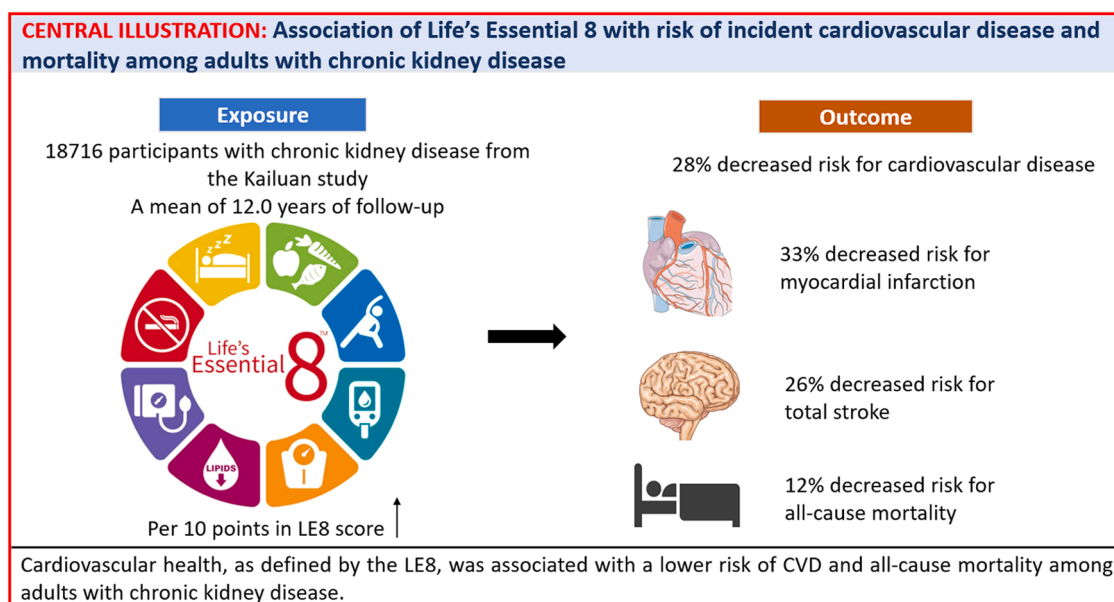 CENTRAL ILLUSTRATION: Association of Life's Essential 8 with risk of incident cardiovascular disease and
mortality among adults with chronic kidney disease
Exposure
18716 participants with chronic kidney disease from
the Kailuan study
A mean of 12.0 years of follow-up
zzz
Life's
Essential 8™
LIPIDS
Per 10 points in LE8 score
Outcome
28% decreased risk for cardiovascular disease
33% decreased risk for
myocardial infarction
26% decreased risk for
total stroke
12% decreased risk for
all-cause mortality
Cardiovascular health, as defined by the LE8, was associated with a lower risk of CVD and all-cause mortality among
adults with chronic kidney disease.